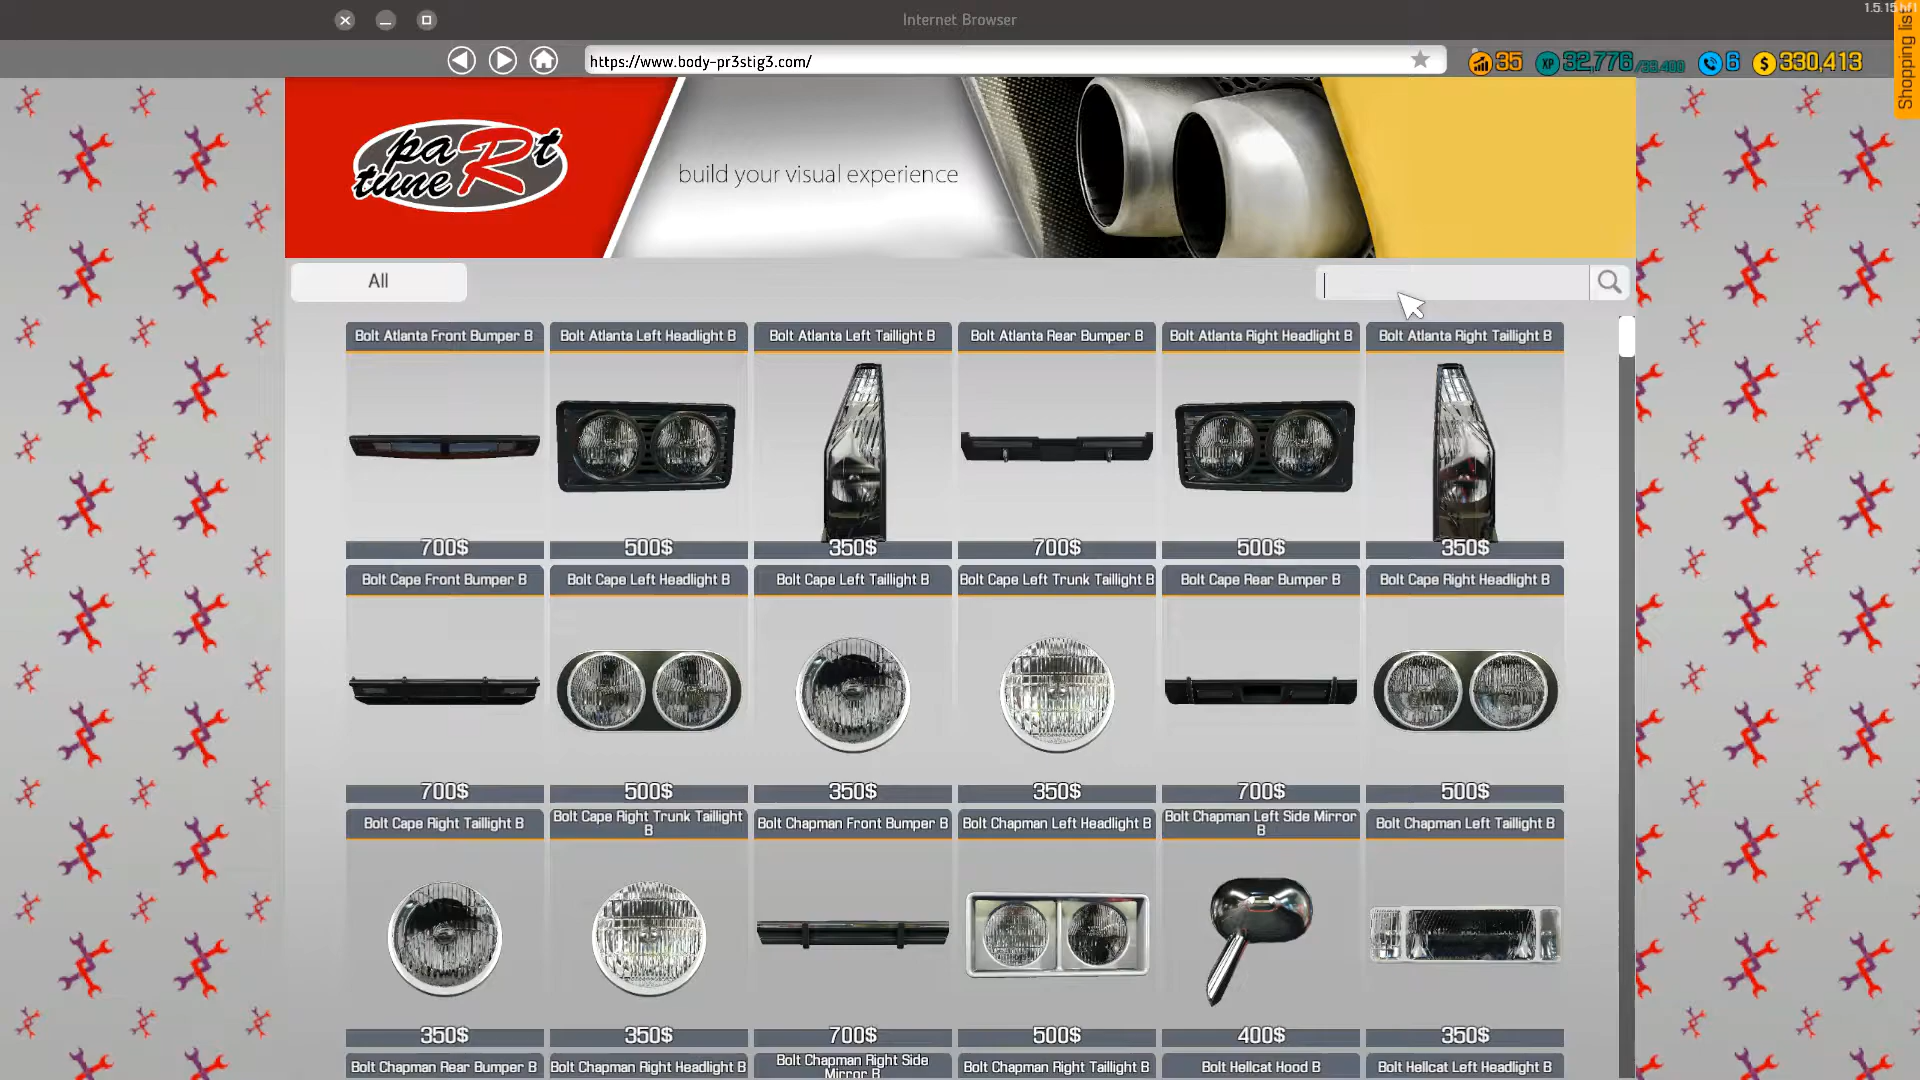 Internet Browser
1.5.15.hf1
Shopping list
https://www.body-pr3stig3.com/
35
XP
32,776/33,400
6
$
330,413
paRt
tune
build your visual experience
All
Bolt Atlanta Front Bumper B
Bolt Atlanta Left Headlight B
Bolt Atlanta Left Taillight B
Bolt Atlanta Rear Bumper B
Bolt Atlanta Right Headlight B
Bolt Atlanta Right Taillight B
700$
500$
350$
700$
500$
350$
Bolt Cape Front Bumper B
Bolt Cape Left Headlight B
Bolt Cape Left Taillight B
Bolt Cape Left Trunk Taillight B
Bolt Cape Rear Bumper B
Bolt Cape Right Headlight B
700$
500$
350$
350$
700$
500$
Bolt Cape Right Taillight B
Bolt Cape Right Trunk Taillight
B
Bolt Chapman Front Bumper B
Bolt Chapman Left Headlight B
Bolt Chapman Left Side Mirror
B
Bolt Chapman Left Taillight B
350$
350$
700$
500$
400$
350$
Bolt Chapman Rear Bumper B
Bolt Chapman Right Headlight B
Bolt Chapman Right Side
Mirror B
Bolt Chapman Right Taillight B
Bolt Hellcat Hood B
Bolt Hellcat Left Headlight B